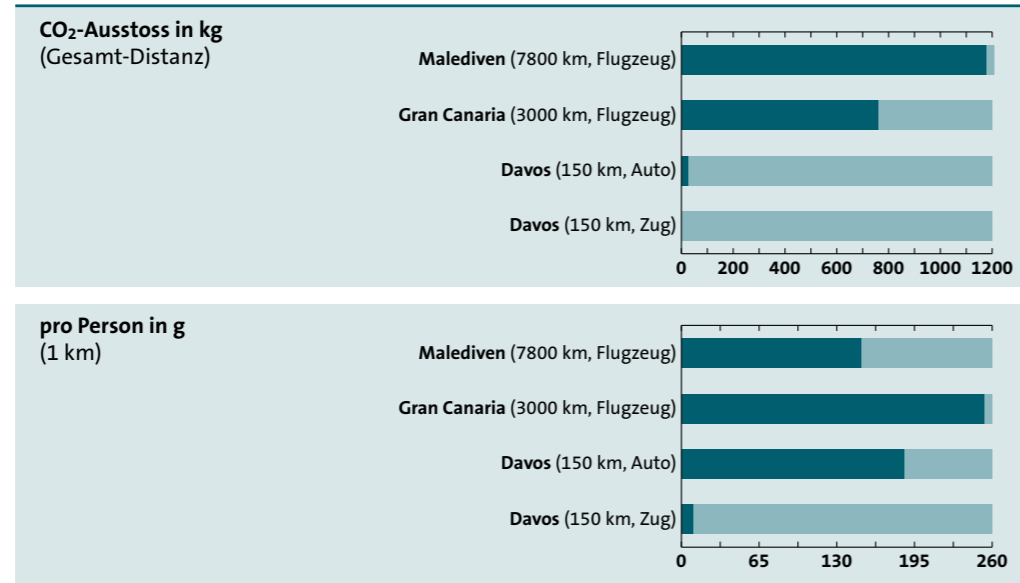 CO₂-Ausstoss in kg
(Gesamt-Distanz)
Malediven (7800 km, Flugzeug)
Gran Canaria (3000 km, Flugzeug)
Davos (150 km, Auto)
Davos (150 km, Zug)
0 200 400 600 800 1000 1200
pro Person in g
(1 km)
Malediven (7800 km, Flugzeug)
Gran Canaria (3000 km, Flugzeug)
Davos (150 km, Auto)
Davos (150 km, Zug)
0 65 130 195 260